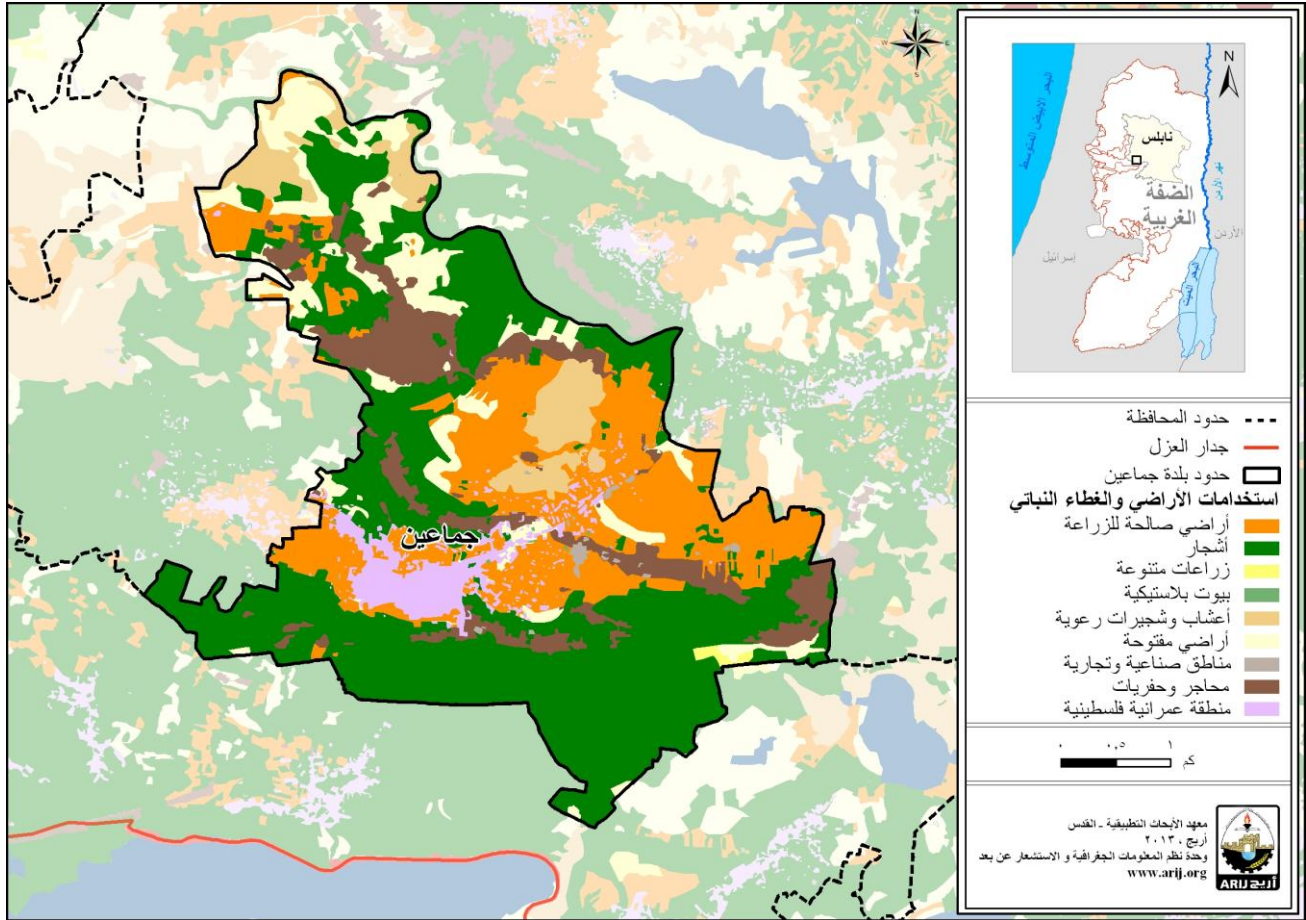 جماعين
N
W
E
S
N
البحر الابيض المتوسط
نابلس
الضفة
الغربية
نهر الأردن
الأردن
إسرائيل
البحر الميت
حدود المحافظة
جدار العزل
حدود بلدة جماعين
استخدامات الأراضي والغطاء النباتي
أراضي صالحة للزراعة
أشجار
زراعات متنوعة
بيوت بلاستيكية
أعشاب وشجيرات رعوية
أراضي مفتوحة
مناطق صناعية وتجارية
محاجر وحفريات
منطقة عمرانية فلسطينية
٠ ٠,٥ ١
كم
معهد الأبحاث التطبيقية - القدس
أريج ، ٢٠١٣
وحدة نظم المعلومات الجغرافية و الاستشعار عن بعد
www.arij.org
ARIJ أريج